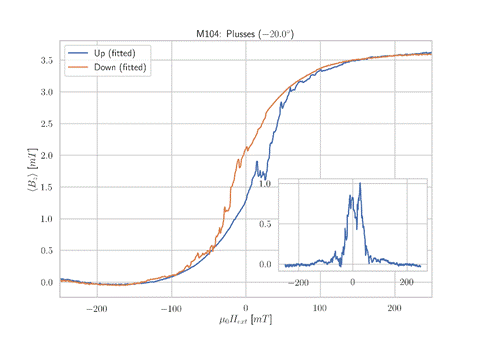 M104: Plusses (−20.0°)
Up (fitted)
Down (fitted)
3.5
3.0
2.5
2.0
1.5
1.0
0.5
0.0
⟨B_z⟩ [mT]
1.0
0.5
0.0
−200 0 200
−200 −100 0 100 200
μ₀H_ext [mT]